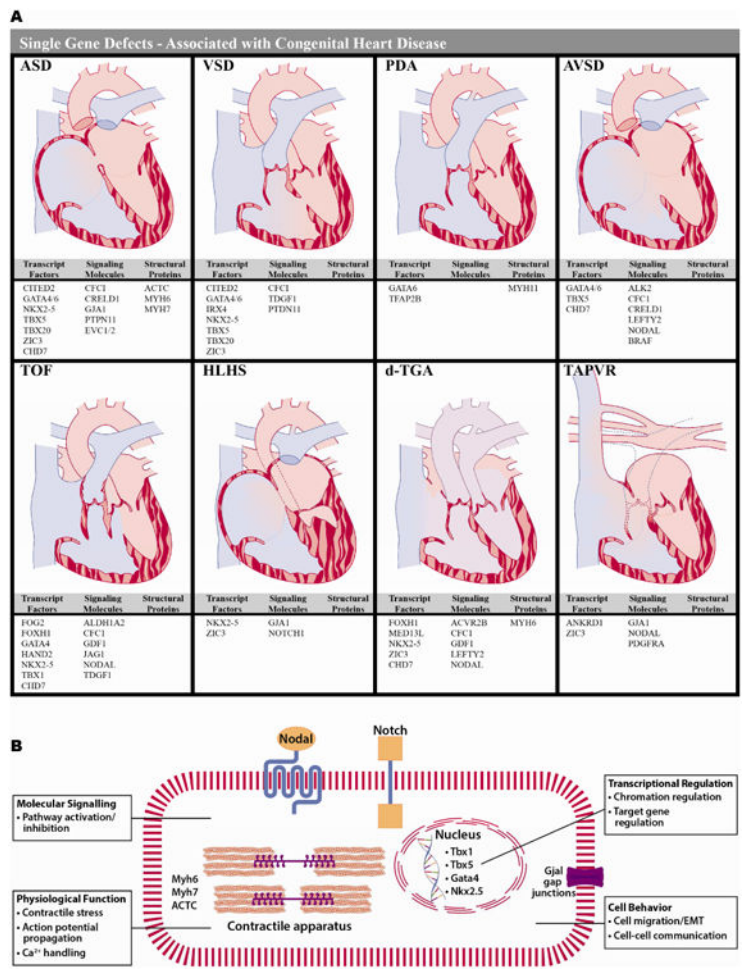 A
Single Gene Defects - Associated with Congenital Heart Disease
ASD
Transcript Factors Signaling Molecules Structural Proteins
CITED2 CFC1 ACTC
GATA4/6 CRELD1 MYH6
NKX2-5 GJA1 MYH7
TBX5 PTPN11
TBX20 EVC1/2
ZIC3
CHD7
VSD
Transcript Factors Signaling Molecules Structural Proteins
CITED2 CFC1
GATA4/6 TDGF1
IRX4 PTDN11
NKX2-5
TBX5
TBX20
ZIC3
PDA
Transcript Factors Signaling Molecules Structural Proteins
GATA6 MYH11
TFAP2B
AVSD
Transcript Factors Signaling Molecules Structural Proteins
GATA4/6 ALK2
TBX5 CFC1
CHD7 CRELD1
LEFTY2
NODAL
BRAF
TOF
Transcript Factors Signaling Molecules Structural Proteins
FOG2 ALDH1A2
FOXH1 CFC1
GATA4 GDF1
HAND2 JAG1
NKX2-5 NODAL
TBX1 TDGF1
CHD7
HLHS
Transcript Factors Signaling Molecules Structural Proteins
NKX2-5 GJA1
ZIC3 NOTCH1
d-TGA
Transcript Factors Signaling Molecules Structural Proteins
FOXH1 ACVR2B MYH6
MED13L CFC1
NKX2-5 GDF1
ZIC3 LEFTY2
CHD7 NODAL
TAPVR
Transcript Factors Signaling Molecules Structural Proteins
ANKRD1 GJA1
ZIC3 NODAL
PDGFRA
B
Nodal
Notch
Molecular Signalling
• Pathway activation/
inhibition
Transcriptional Regulation
• Chromation regulation
• Target gene
regulation
Nucleus
• Tbx1
• Tbx5
• Gata4
• Nkx2.5
Myh6
Myh7
ACTC
Contractile apparatus
Gjal
gap
junctions
Physiological Function
• Contractile stress
• Action potential
propagation
• Ca²⁺ handling
Cell Behavior
• Cell migration/EMT
• Cell-cell communication